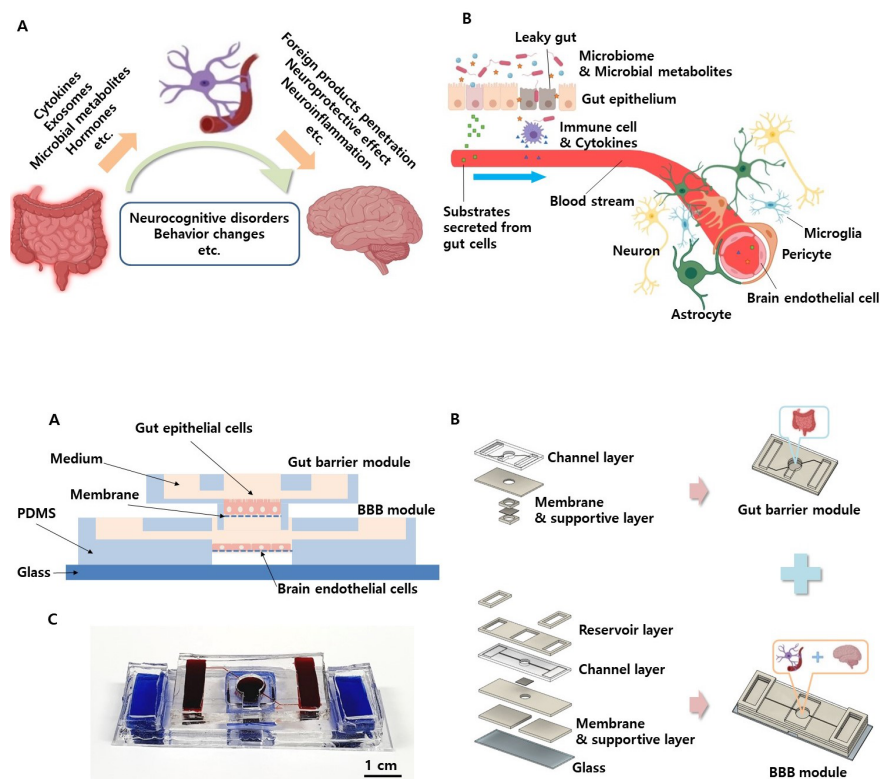 A
Cytokines
Exosomes
Microbial metabolites
Hormones
etc.
Foreign products penetration
Neuroprotective effect
Neuroinflammation
etc.
Neurocognitive disorders
Behavior changes
etc.
B
Leaky gut
Microbiome
& Microbial metabolites
Gut epithelium
Immune cell
& Cytokines
Blood stream
Substrates
secreted from
gut cells
Neuron
Microglia
Pericyte
Brain endothelial cell
Astrocyte
A
Gut epithelial cells
Medium
Gut barrier module
Membrane
BBB module
PDMS
Glass
Brain endothelial cells
B
Channel layer
Membrane
& supportive layer
Gut barrier module
Reservoir layer
Channel layer
Membrane
& supportive layer
Glass
BBB module
C
1 cm